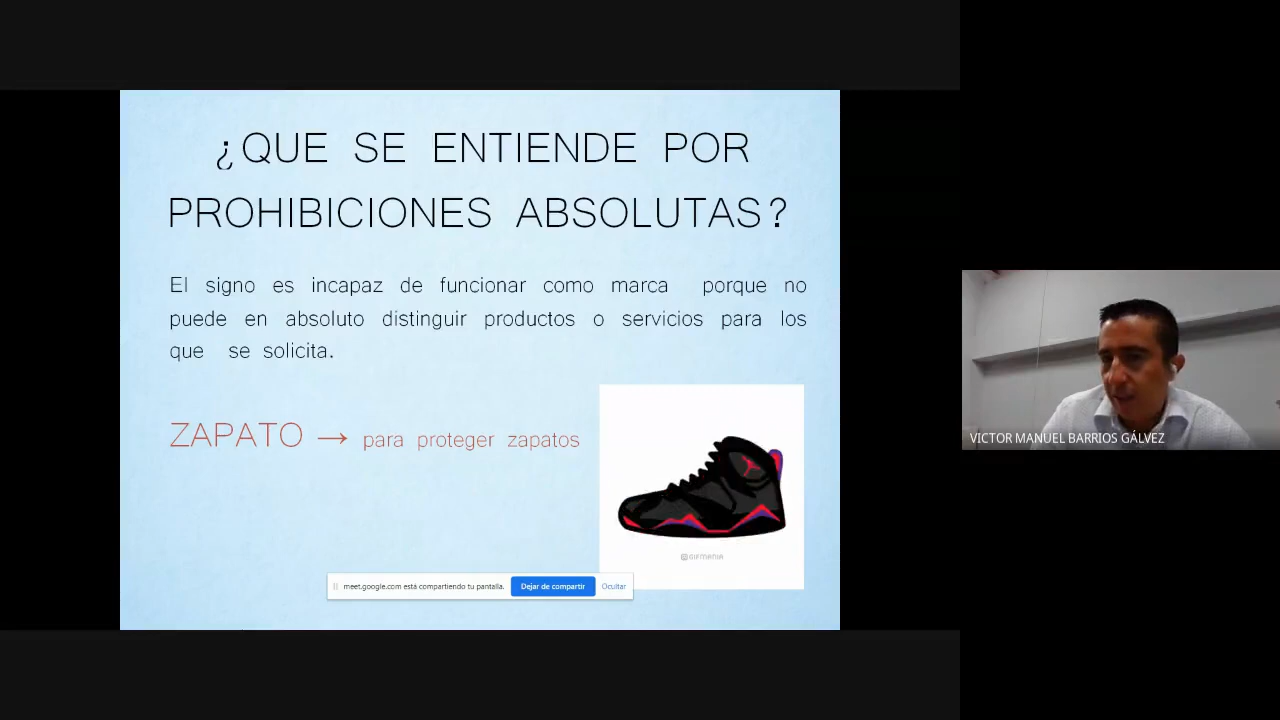 ¿QUE SE ENTIENDE POR
PROHIBICIONES ABSOLUTAS?
El signo es incapaz de funcionar como marca porque no
puede en absoluto distinguir productos o servicios para los
que se solicita.
ZAPATO → para proteger zapatos
GIFMANIA
meet.google.com está compartiendo tu pantalla. Dejar de compartir Ocultar
VICTOR MANUEL BARRIOS GÁLVEZ